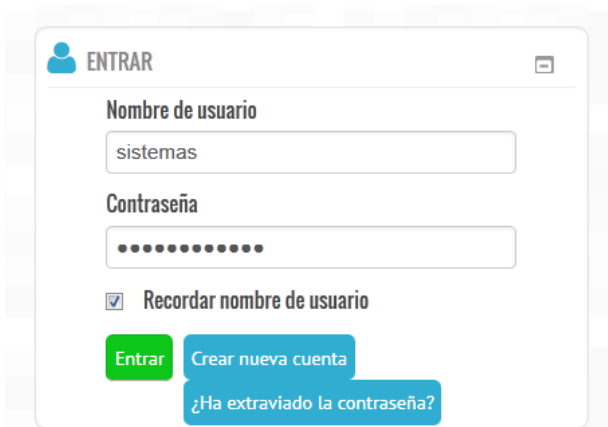 ENTRAR
Nombre de usuario
sistemas
Contraseña
●●●●●●●●●●●●
Recordar nombre de usuario
Entrar Crear nueva cuenta
¿Ha extraviado la contraseña?